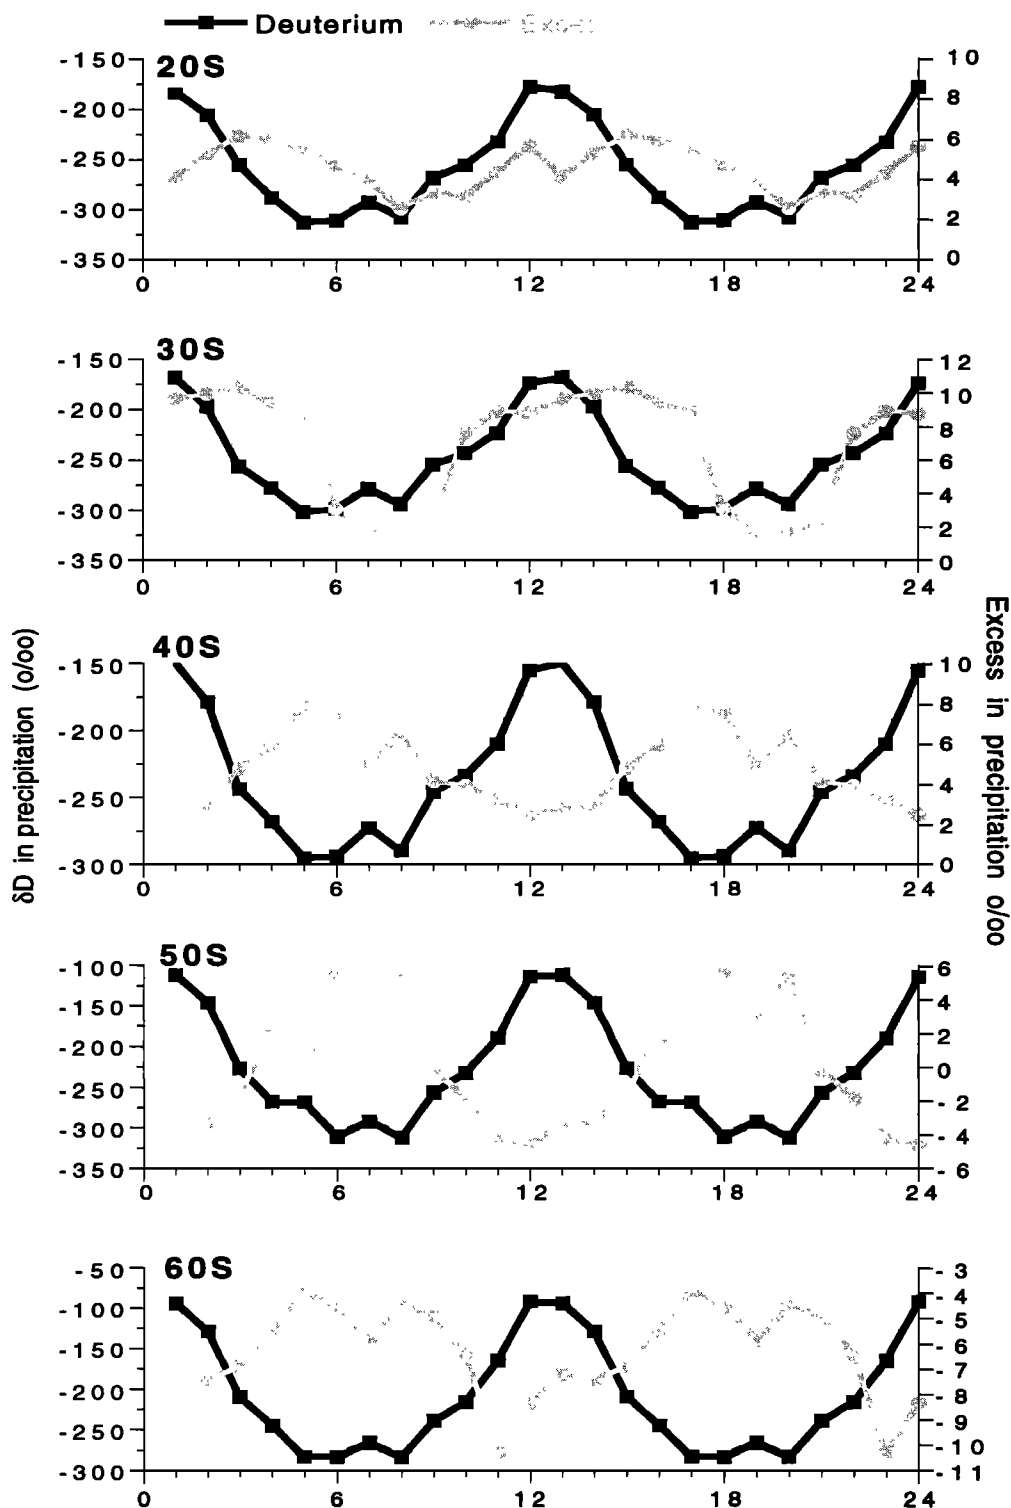 Deuterium
20S
-150 10
-200 8
-250 6
-300 4
-350 2
0
0 6 12 18 24
30S
-150 12
-200 10
-250 8
-300 6
-350 4
2
0
0 6 12 18 24
δD in precipitation (o/oo)
Excess in precipitation o/oo
40S
-150 10
-200 8
-250 6
-300 4
2
0
0 6 12 18 24
50S
-100 6
-150 4
-200 2
-250 0
-300 -2
-350 -4
-6
0 6 12 18 24
60S
-50 -3
-100 -4
-150 -5
-200 -6
-250 -7
-300 -8
-9
-10
-11
0 6 12 18 24